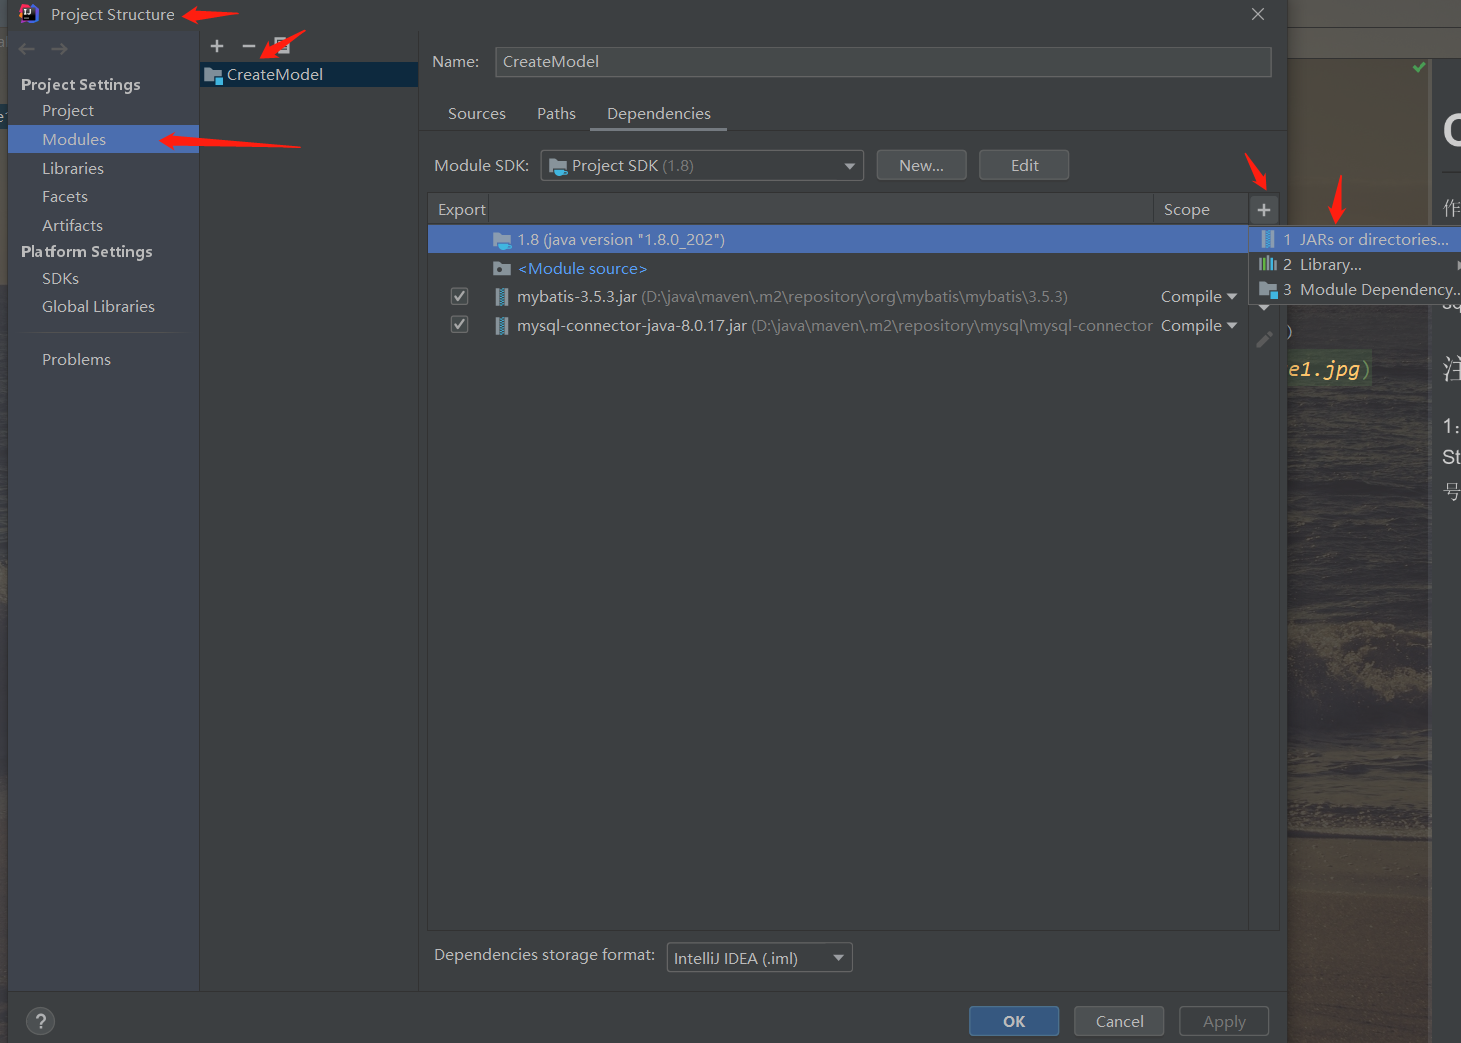 Project Structure
Project Settings
Project
Modules
Libraries
Facets
Artifacts
Platform Settings
SDKs
Global Libraries
Problems
CreateModel
Name: CreateModel
Sources Paths Dependencies
Module SDK: Project SDK (1.8) New... Edit
Export Scope
1.8 (java version "1.8.0_202")
<Module source>
mybatis-3.5.3.jar (D:\java\maven\.m2\repository\org\mybatis\mybatis\3.5.3) Compile
mysql-connector-java-8.0.17.jar (D:\java\maven\.m2\repository\mysql\mysql-connector Compile
1 JARs or directories...
2 Library...
3 Module Dependency...
Dependencies storage format: IntelliJ IDEA (.iml)
? OK Cancel Apply
)
e1.jpg)
作
注
1:
St
号